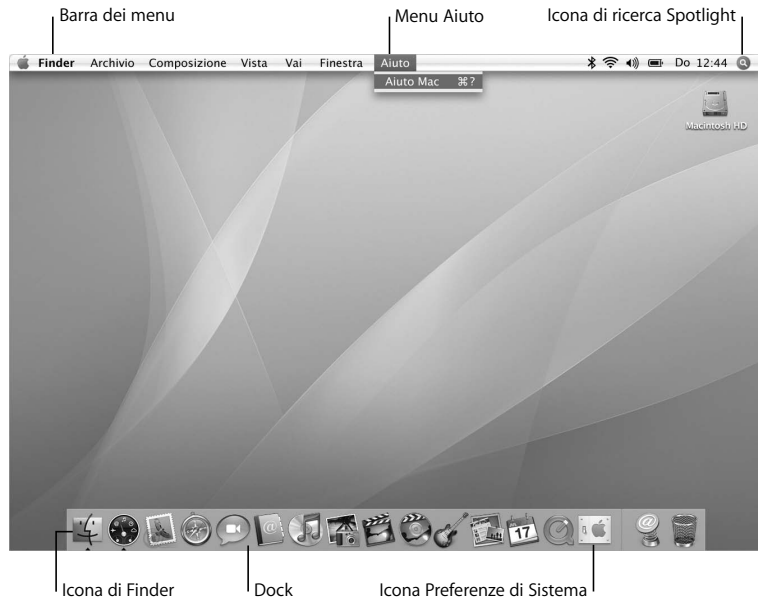 Barra dei menu
Menu Aiuto
Icona di ricerca Spotlight
Finder Archivio Composizione Vista Vai Finestra Aiuto Do 12:44
Aiuto Mac ⌘?
Macintosh HD
17
Icona di Finder
Dock
Icona Preferenze di Sistema